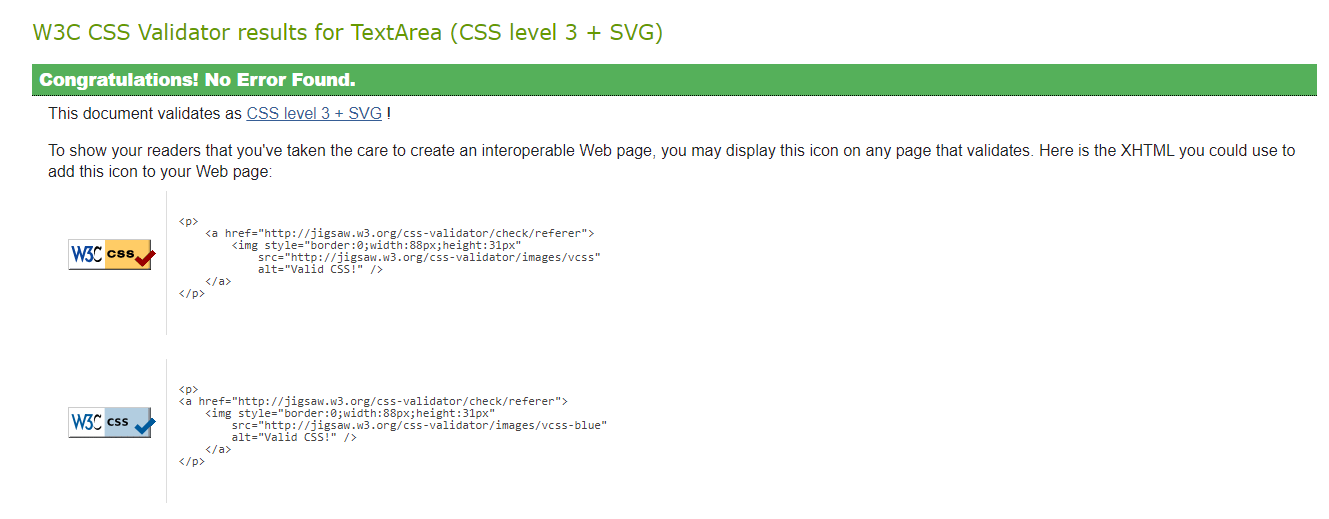 W3C CSS Validator results for TextArea (CSS level 3 + SVG)
Congratulations! No Error Found.
This document validates as CSS level 3 + SVG !
To show your readers that you've taken the care to create an interoperable Web page, you may display this icon on any page that validates. Here is the XHTML you could use to
add this icon to your Web page:
W3C css
<p>
<a href="http://jigsaw.w3.org/css-validator/check/referer">
<img style="border:0;width:88px;height:31px"
src="http://jigsaw.w3.org/css-validator/images/vcss"
alt="Valid CSS!" />
</a>
</p>
W3C css
<p>
<a href="http://jigsaw.w3.org/css-validator/check/referer">
<img style="border:0;width:88px;height:31px"
src="http://jigsaw.w3.org/css-validator/images/vcss-blue"
alt="Valid CSS!" />
</a>
</p>